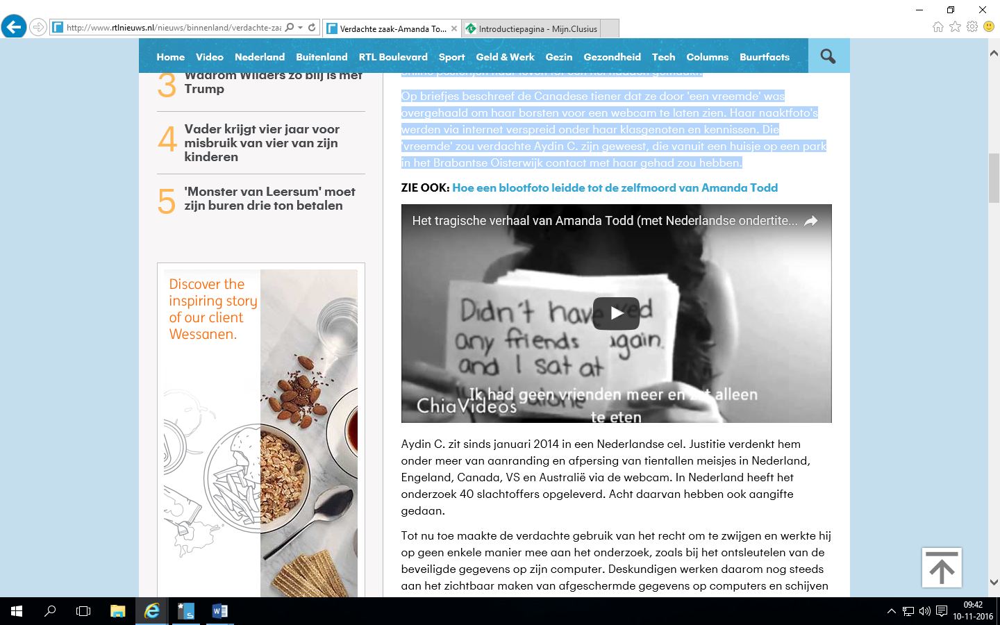 http://www.rtlnieuws.nl/nieuws/binnenland/verdachte-zaa
Verdachte zaak-Amanda To...
Introductiepagina - Mijn.Clusius
Home Video Nederland Buitenland RTL Boulevard Sport Geld & Werk Gezin Gezondheid Tech Columns Buurtfacts
3 Waarom Wilders zo blij is met
Trump
4 Vader krijgt vier jaar voor
misbruik van vier van zijn
kinderen
5 'Monster van Leersum' moet
zijn buren drie ton betalen
Discover the
inspiring story
of our client
Wessanen.
Op briefjes beschreef de Canadese tiener dat ze door 'een vreemde' was
overgehaald om haar borsten voor een webcam te laten zien. Haar naaktfoto's
werden via internet verspreid onder haar klasgenoten en kennissen. Die
'vreemde' zou verdachte Aydin C. zijn geweest, die vanuit een huisje op een park
in het Brabantse Oisterwijk contact met haar gehad zou hebben.
ZIE OOK: Hoe een blootfoto leidde tot de zelfmoord van Amanda Todd
Het tragische verhaal van Amanda Todd (met Nederlandse ondertite...
Didn't have
any friends again.
and I sat at
alone
Ik had geen vrienden meer en zat alleen
te eten
ChiaVideos
Aydin C. zit sinds januari 2014 in een Nederlandse cel. Justitie verdenkt hem
onder meer van aanranding en afpersing van tientallen meisjes in Nederland,
Engeland, Canada, VS en Australië via de webcam. In Nederland heeft het
onderzoek 40 slachtoffers opgeleverd. Acht daarvan hebben ook aangifte
gedaan.
Tot nu toe maakte de verdachte gebruik van het recht om te zwijgen en werkte hij
op geen enkele manier mee aan het onderzoek, zoals bij het ontsleutelen van de
beveiligde gegevens op zijn computer. Deskundigen werken daarom nog steeds
aan het zichtbaar maken van afgeschermde gegevens op computers en schijven
09:42
10-11-2016